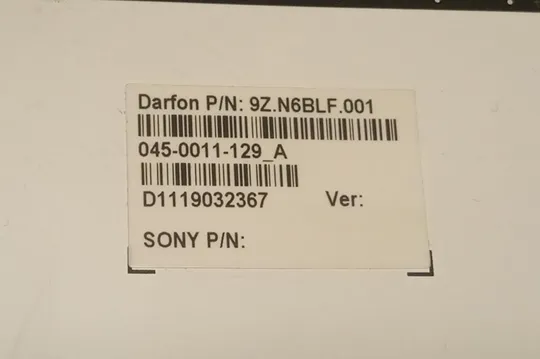 Darfon P/N: 9Z.N6BLF.001
045-0011-129_A
D1119032367 Ver:
SONY P/N: